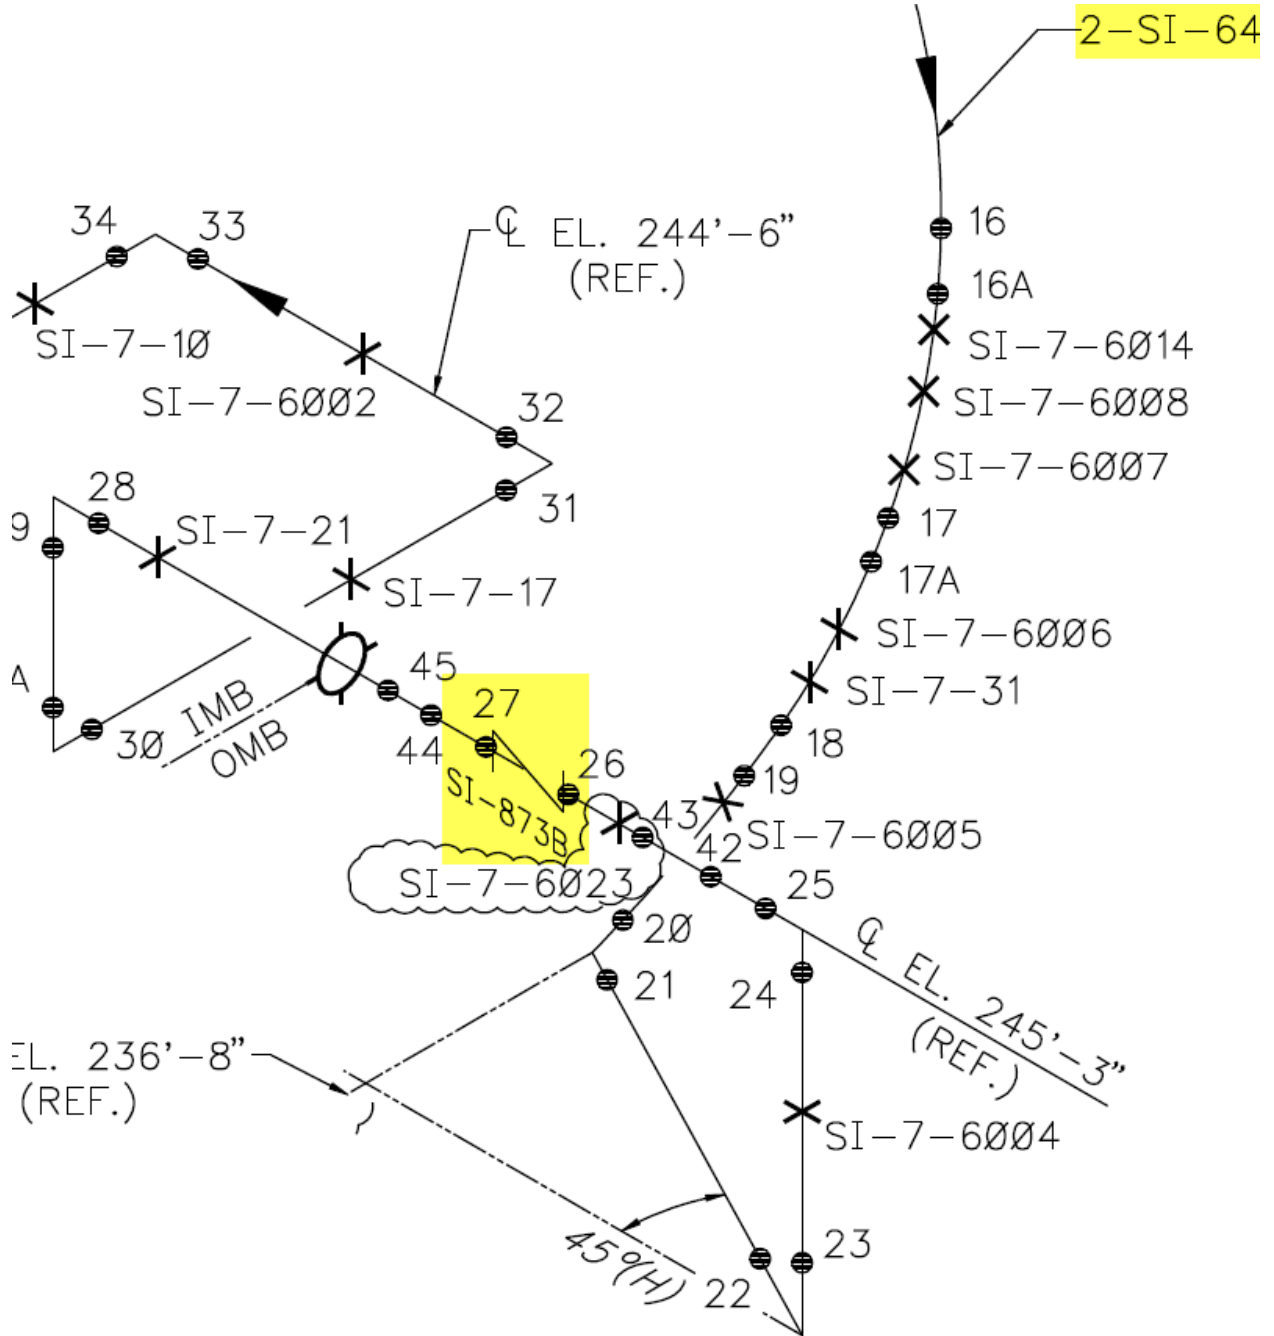 2-SI-64
34
33
℄ EL. 244'-6"
(REF.)
16
16A
SI-7-1Ø
SI-7-6Ø14
SI-7-6ØØ2
SI-7-6ØØ8
32
SI-7-6ØØ7
28
31
9
SI-7-21
17
17A
SI-7-17
SI-7-6ØØ6
A
45
SI-7-31
IMB
3Ø
OMB
27
44
18
26
19
SI-873B
43
SI-7-6ØØ5
42
SI-7-6Ø23
25
2Ø
℄ EL. 245'-3"
(REF.)
21
24
EL. 236'-8"
(REF.)
SI-7-6ØØ4
45°(H)
23
22